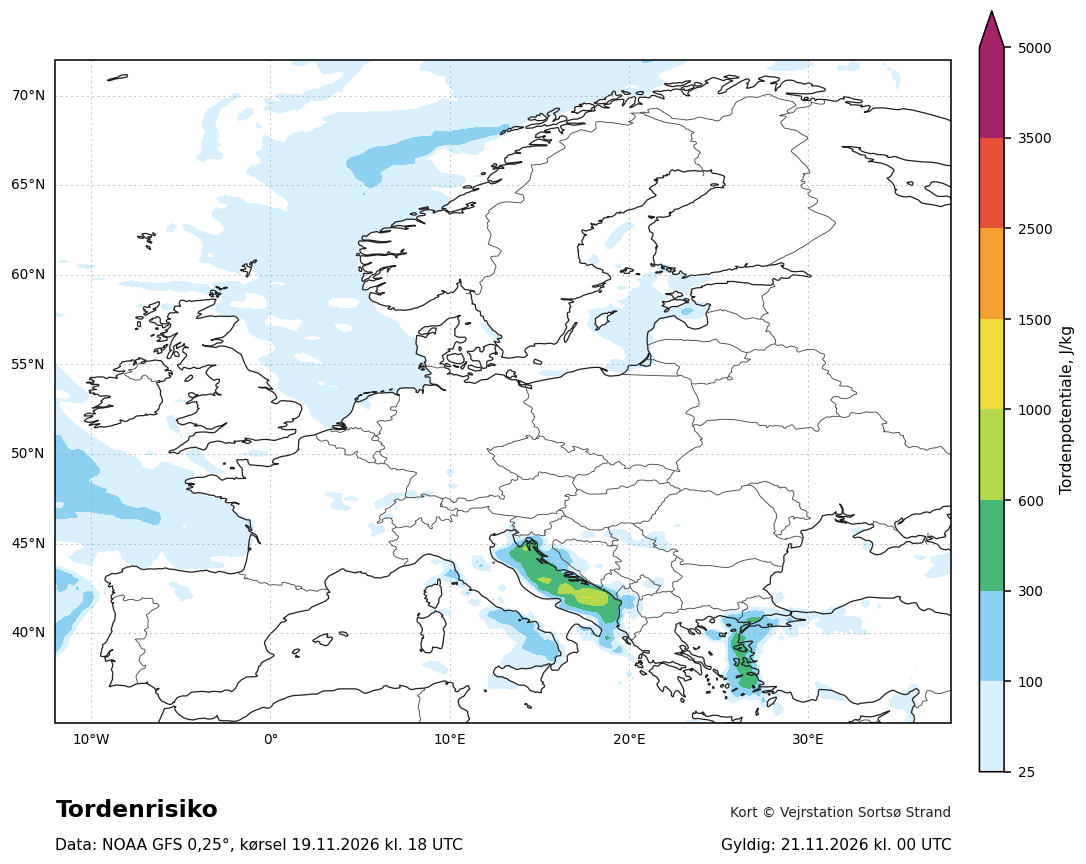 5000
3500
2500
1500
1000
600
300
100
25
Tordenpotentiale, J/kg
70°N
65°N
60°N
55°N
50°N
45°N
40°N
10°W
0°
10°E
20°E
30°E
Tordenrisiko
Kort © Vejrstation Sortsø Strand
Data: NOAA GFS 0,25°, kørsel 19.11.2026 kl. 18 UTC
Gyldig: 21.11.2026 kl. 00 UTC